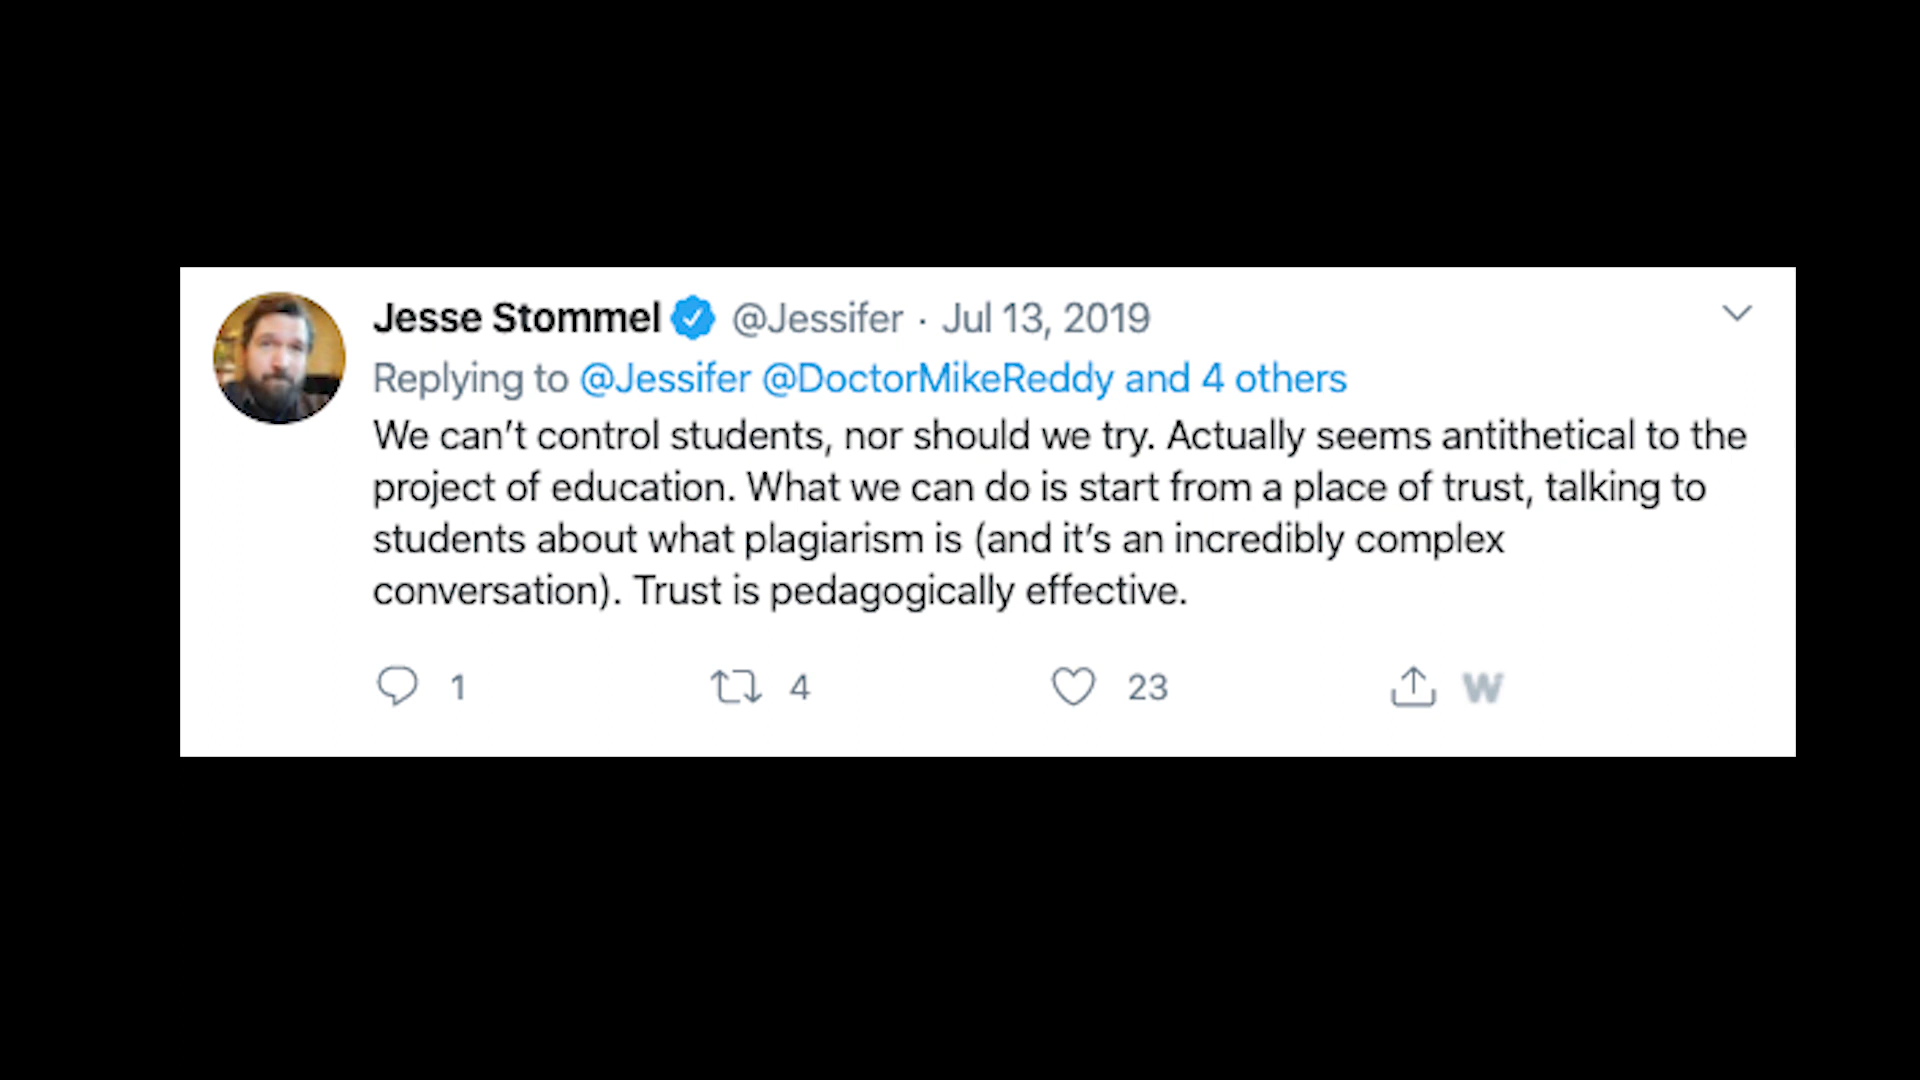 Jesse Stommel @Jessifer · Jul 13, 2019
Replying to @Jessifer @DoctorMikeReddy and 4 others
We can’t control students, nor should we try. Actually seems antithetical to the
project of education. What we can do is start from a place of trust, talking to
students about what plagiarism is (and it’s an incredibly complex
conversation). Trust is pedagogically effective.
1 4 23 W